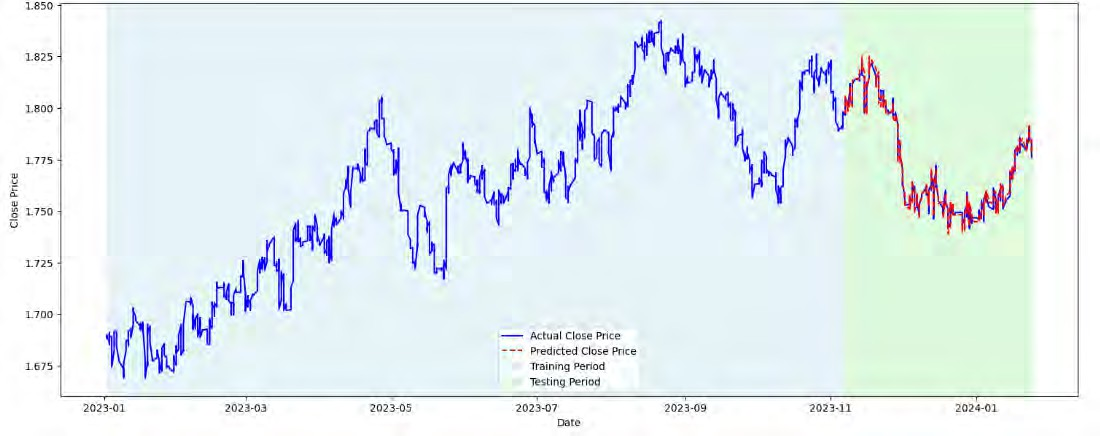 1.850
1.825
1.800
1.775
1.750
1.725
1.700
1.675
Close Price
Actual Close Price
Predicted Close Price
Training Period
Testing Period
2023-01 2023-03 2023-05 2023-07 2023-09 2023-11 2024-01
Date